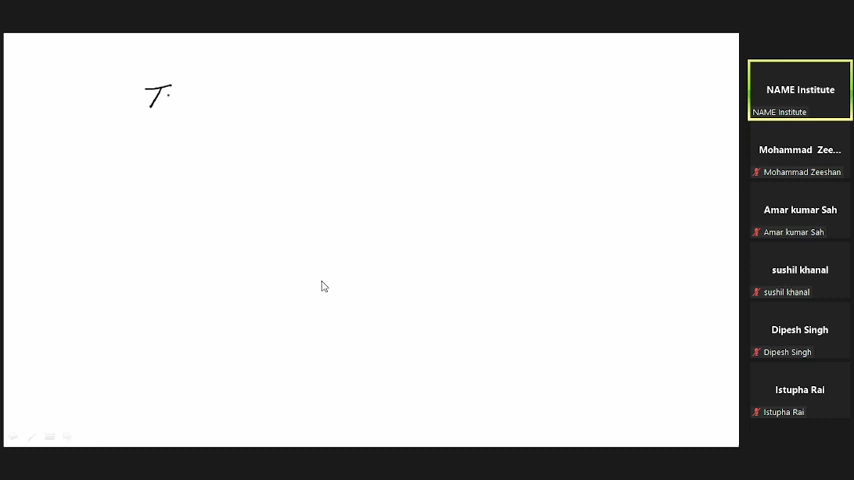 T.
NAME Institute
NAME Institute
Mohammad Zee...
Mohammad Zeeshan
Amar kumar Sah
Amar kumar Sah
sushil khanal
sushil khanal
Dipesh Singh
Dipesh Singh
Istupha Rai
Istupha Rai